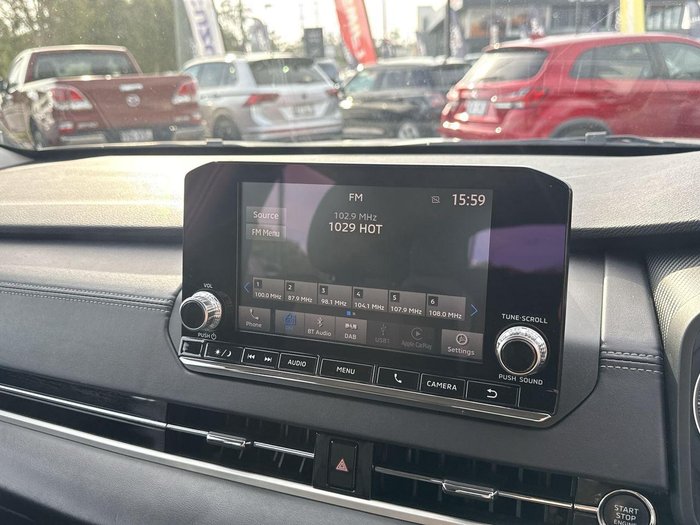 FM
15:59
Source
102.9 MHz
1029 HOT
FM Menu
1 2 3 4 5 6
100.0 MHz 87.9 MHz 98.1 MHz 104.1 MHz 107.9 MHz 108.0 MHz
Phone
BT Audio
DAB
USB1
Apple CarPlay
Settings
VOL
PUSH
TUNE·SCROLL
PUSH SOUND
AUDIO
MENU
CAMERA
START
STOP
ENGINE